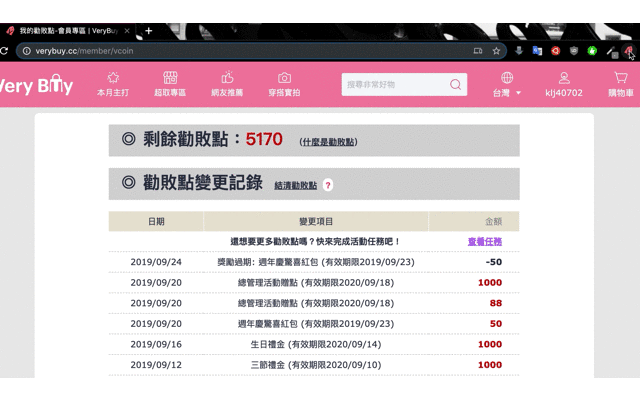 我的勸敗點-會員專區 | VeryBuy
verybuy.cc/member/vcoin
Very Buy
本月主打
超取專區
網友推薦
穿搭實拍
搜尋非常好物
台灣
klj40702
購物車
◎ 剩餘勸敗點：5170 (什麼是勸敗點)
◎ 勸敗點變更記錄 結清勸敗點 ?
日期 變更項目 金額
還想要更多勸敗點嗎？快來完成活動任務吧！ 查看任務
2019/09/24 獎勵過期: 週年慶驚喜紅包 (有效期限2019/09/23) -50
2019/09/20 總管理活動贈點 (有效期限2020/09/18) 1000
2019/09/20 總管理活動贈點 (有效期限2020/09/18) 88
2019/09/20 週年慶驚喜紅包 (有效期限2019/09/23) 50
2019/09/16 生日禮金 (有效期限2020/09/14) 1000
2019/09/12 三節禮金 (有效期限2020/09/10) 1000